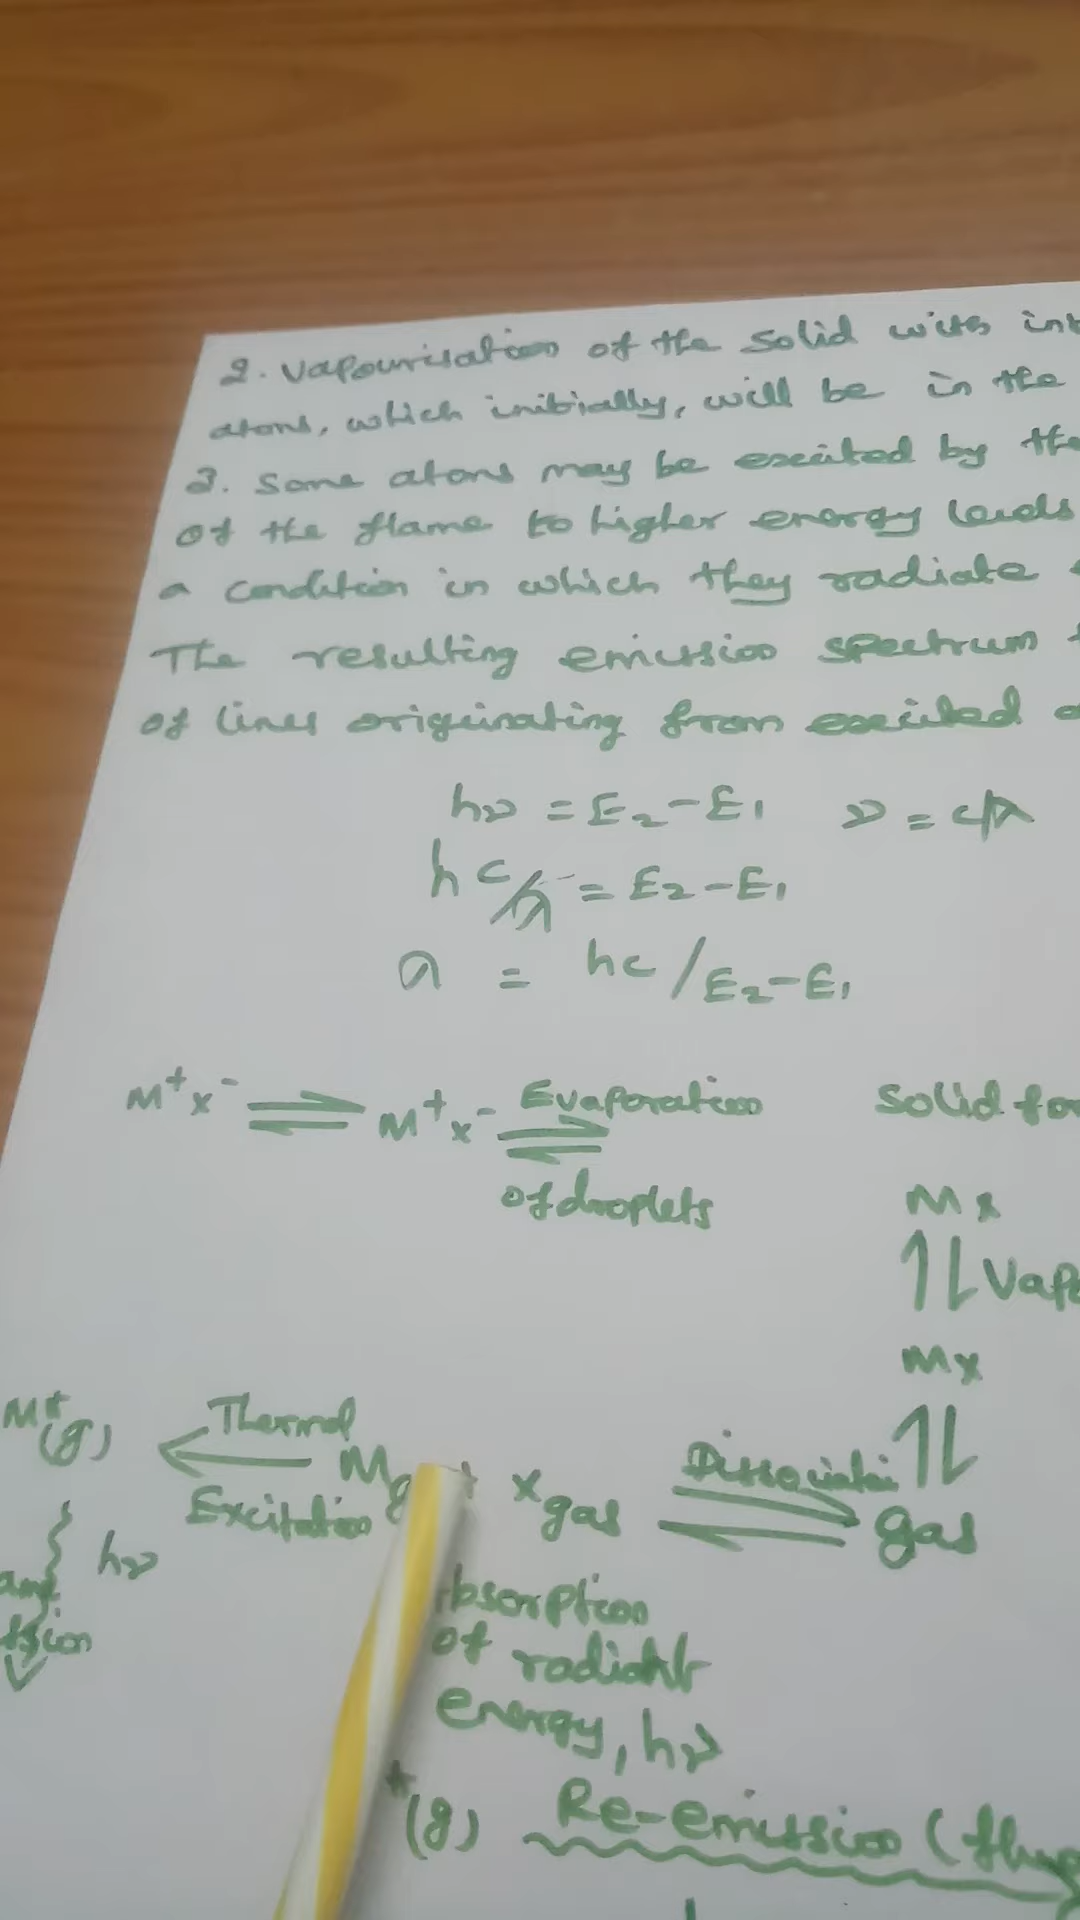 2. Vapourisation of the solid with
atoms, which initially, will be in the
3. Some atoms may be excited by the
of the flame to higher energy levels
a condition in which they radiate
The resulting emission spectrum
of lines originating from excited
hν = E2-E1 ν = c/λ
hc/λ = E2-E1
λ = hc/E2-E1
M+x- ⇌ M+x- Evaporation Solid
of droplets
Mx
⇅ Vap
Mx
M*(g) Thermal Dissociation ⇅
← M + xgas ⇌ gas
Excitation
hν
bsorption
of radiant
energy, hν
*(g) Re-emission (